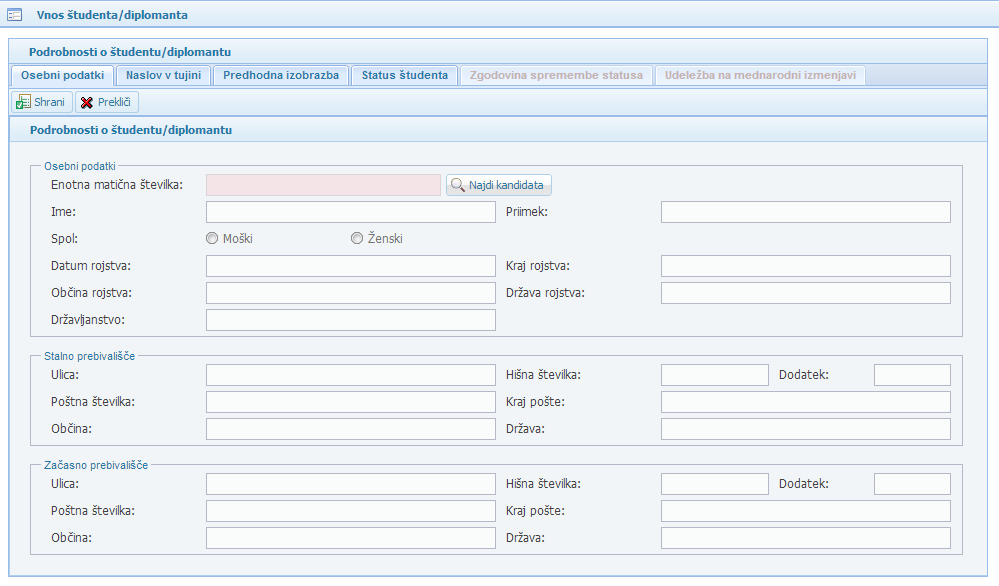 Vnos študenta/diplomanta
Podrobnosti o študentu/diplomantu
Osebni podatki Naslov v tujini Predhodna izobrazba Status študenta Zgodovina spremembe statusa Udeležba na mednarodni izmenjavi
Shrani Prekliči
Podrobnosti o študentu/diplomantu
Osebni podatki
Enotna matična številka: Najdi kandidata
Ime: Priimek:
Spol: Moški Ženski
Datum rojstva: Kraj rojstva:
Občina rojstva: Država rojstva:
Državljanstvo:
Stalno prebivališče
Ulica: Hišna številka: Dodatek:
Poštna številka: Kraj pošte:
Občina: Država:
Začasno prebivališče
Ulica: Hišna številka: Dodatek:
Poštna številka: Kraj pošte:
Občina: Država: